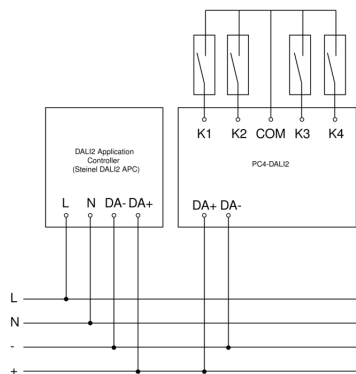 K1 K2 COM K3 K4
DALI2 Application
Controller
(Steinel DALI2 APC)
PC4-DALI2
L N DA- DA+
DA+ DA-
L
N
-
+